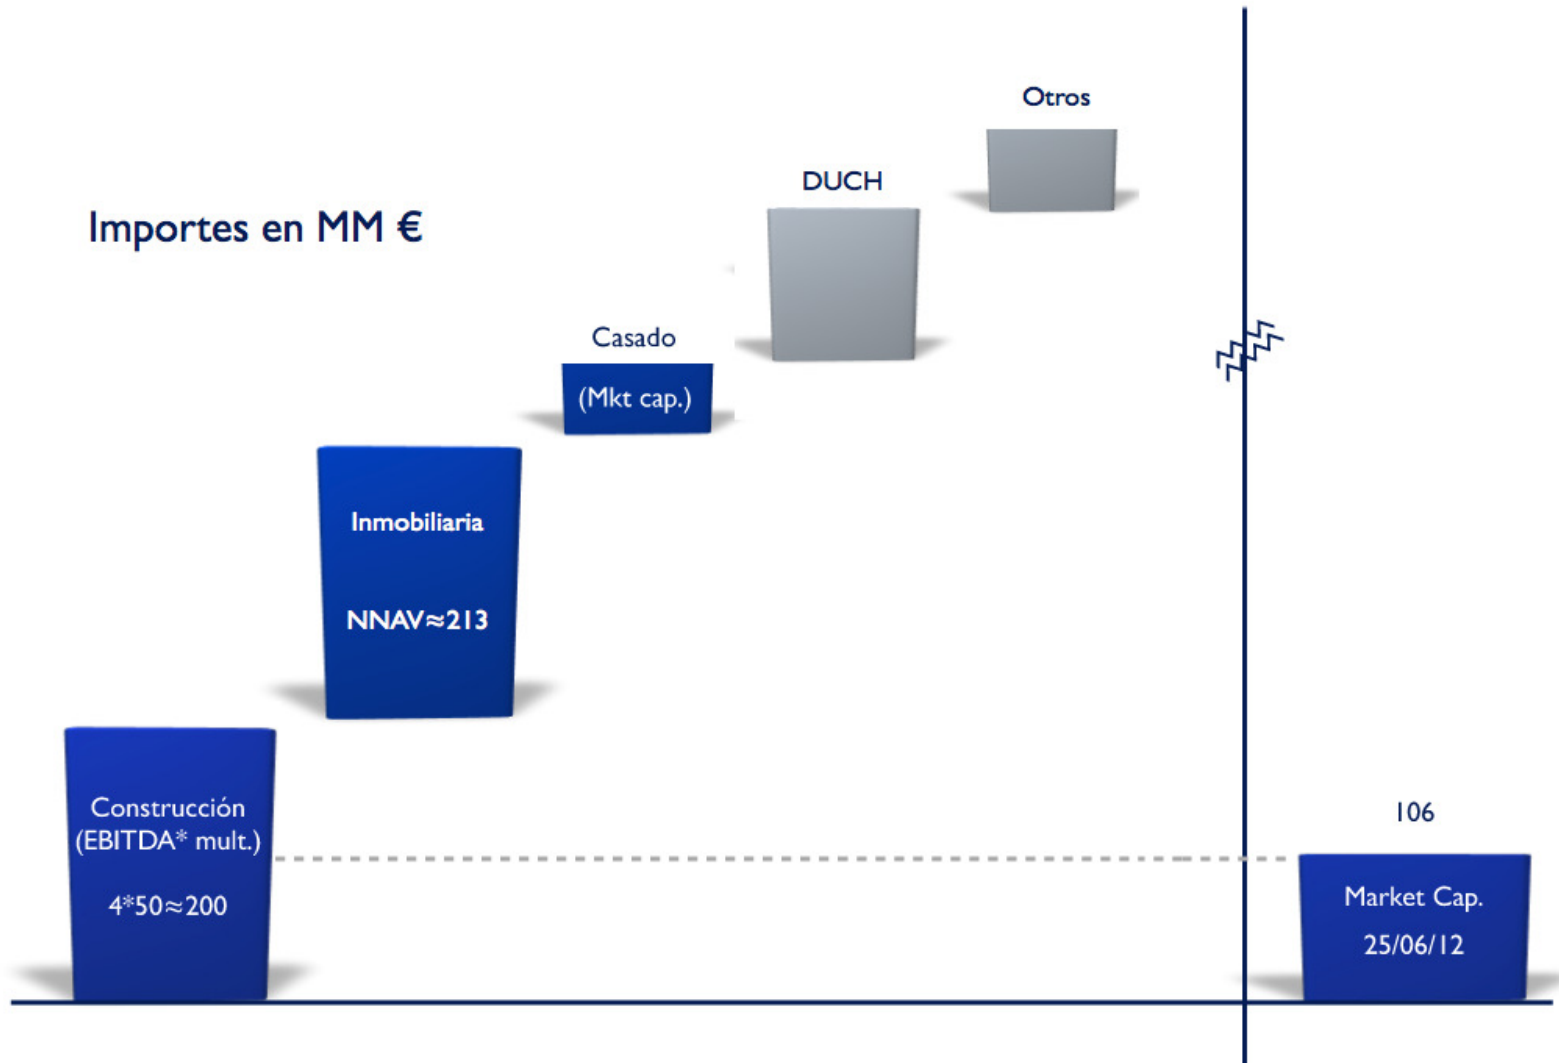 Otros
DUCH
Importes en MM €
Casado
(Mkt cap.)
Inmobiliaria
NNAV≈213
Construcción
(EBITDA* mult.)
4*50≈200
106
Market Cap.
25/06/12